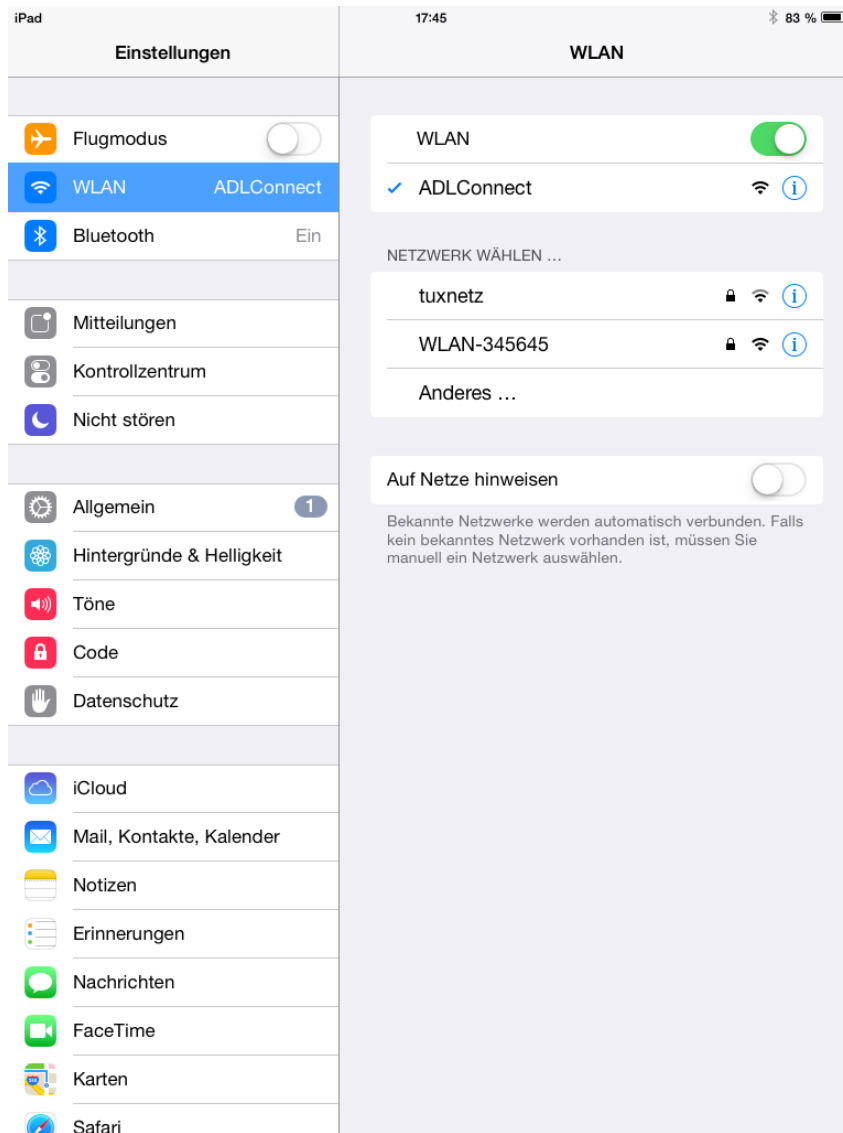 iPad
17:45
83 %
Einstellungen
WLAN
Flugmodus
WLAN ADLConnect
Bluetooth Ein
Mitteilungen
Kontrollzentrum
Nicht stören
Allgemein 1
Hintergründe & Helligkeit
Töne
Code
Datenschutz
iCloud
Mail, Kontakte, Kalender
Notizen
Erinnerungen
Nachrichten
FaceTime
Karten
Safari
WLAN
ADLConnect
NETZWERK WÄHLEN ...
tuxnetz
WLAN-345645
Anderes ...
Auf Netze hinweisen
Bekannte Netzwerke werden automatisch verbunden. Falls
kein bekanntes Netzwerk vorhanden ist, müssen Sie
manuell ein Netzwerk auswählen.